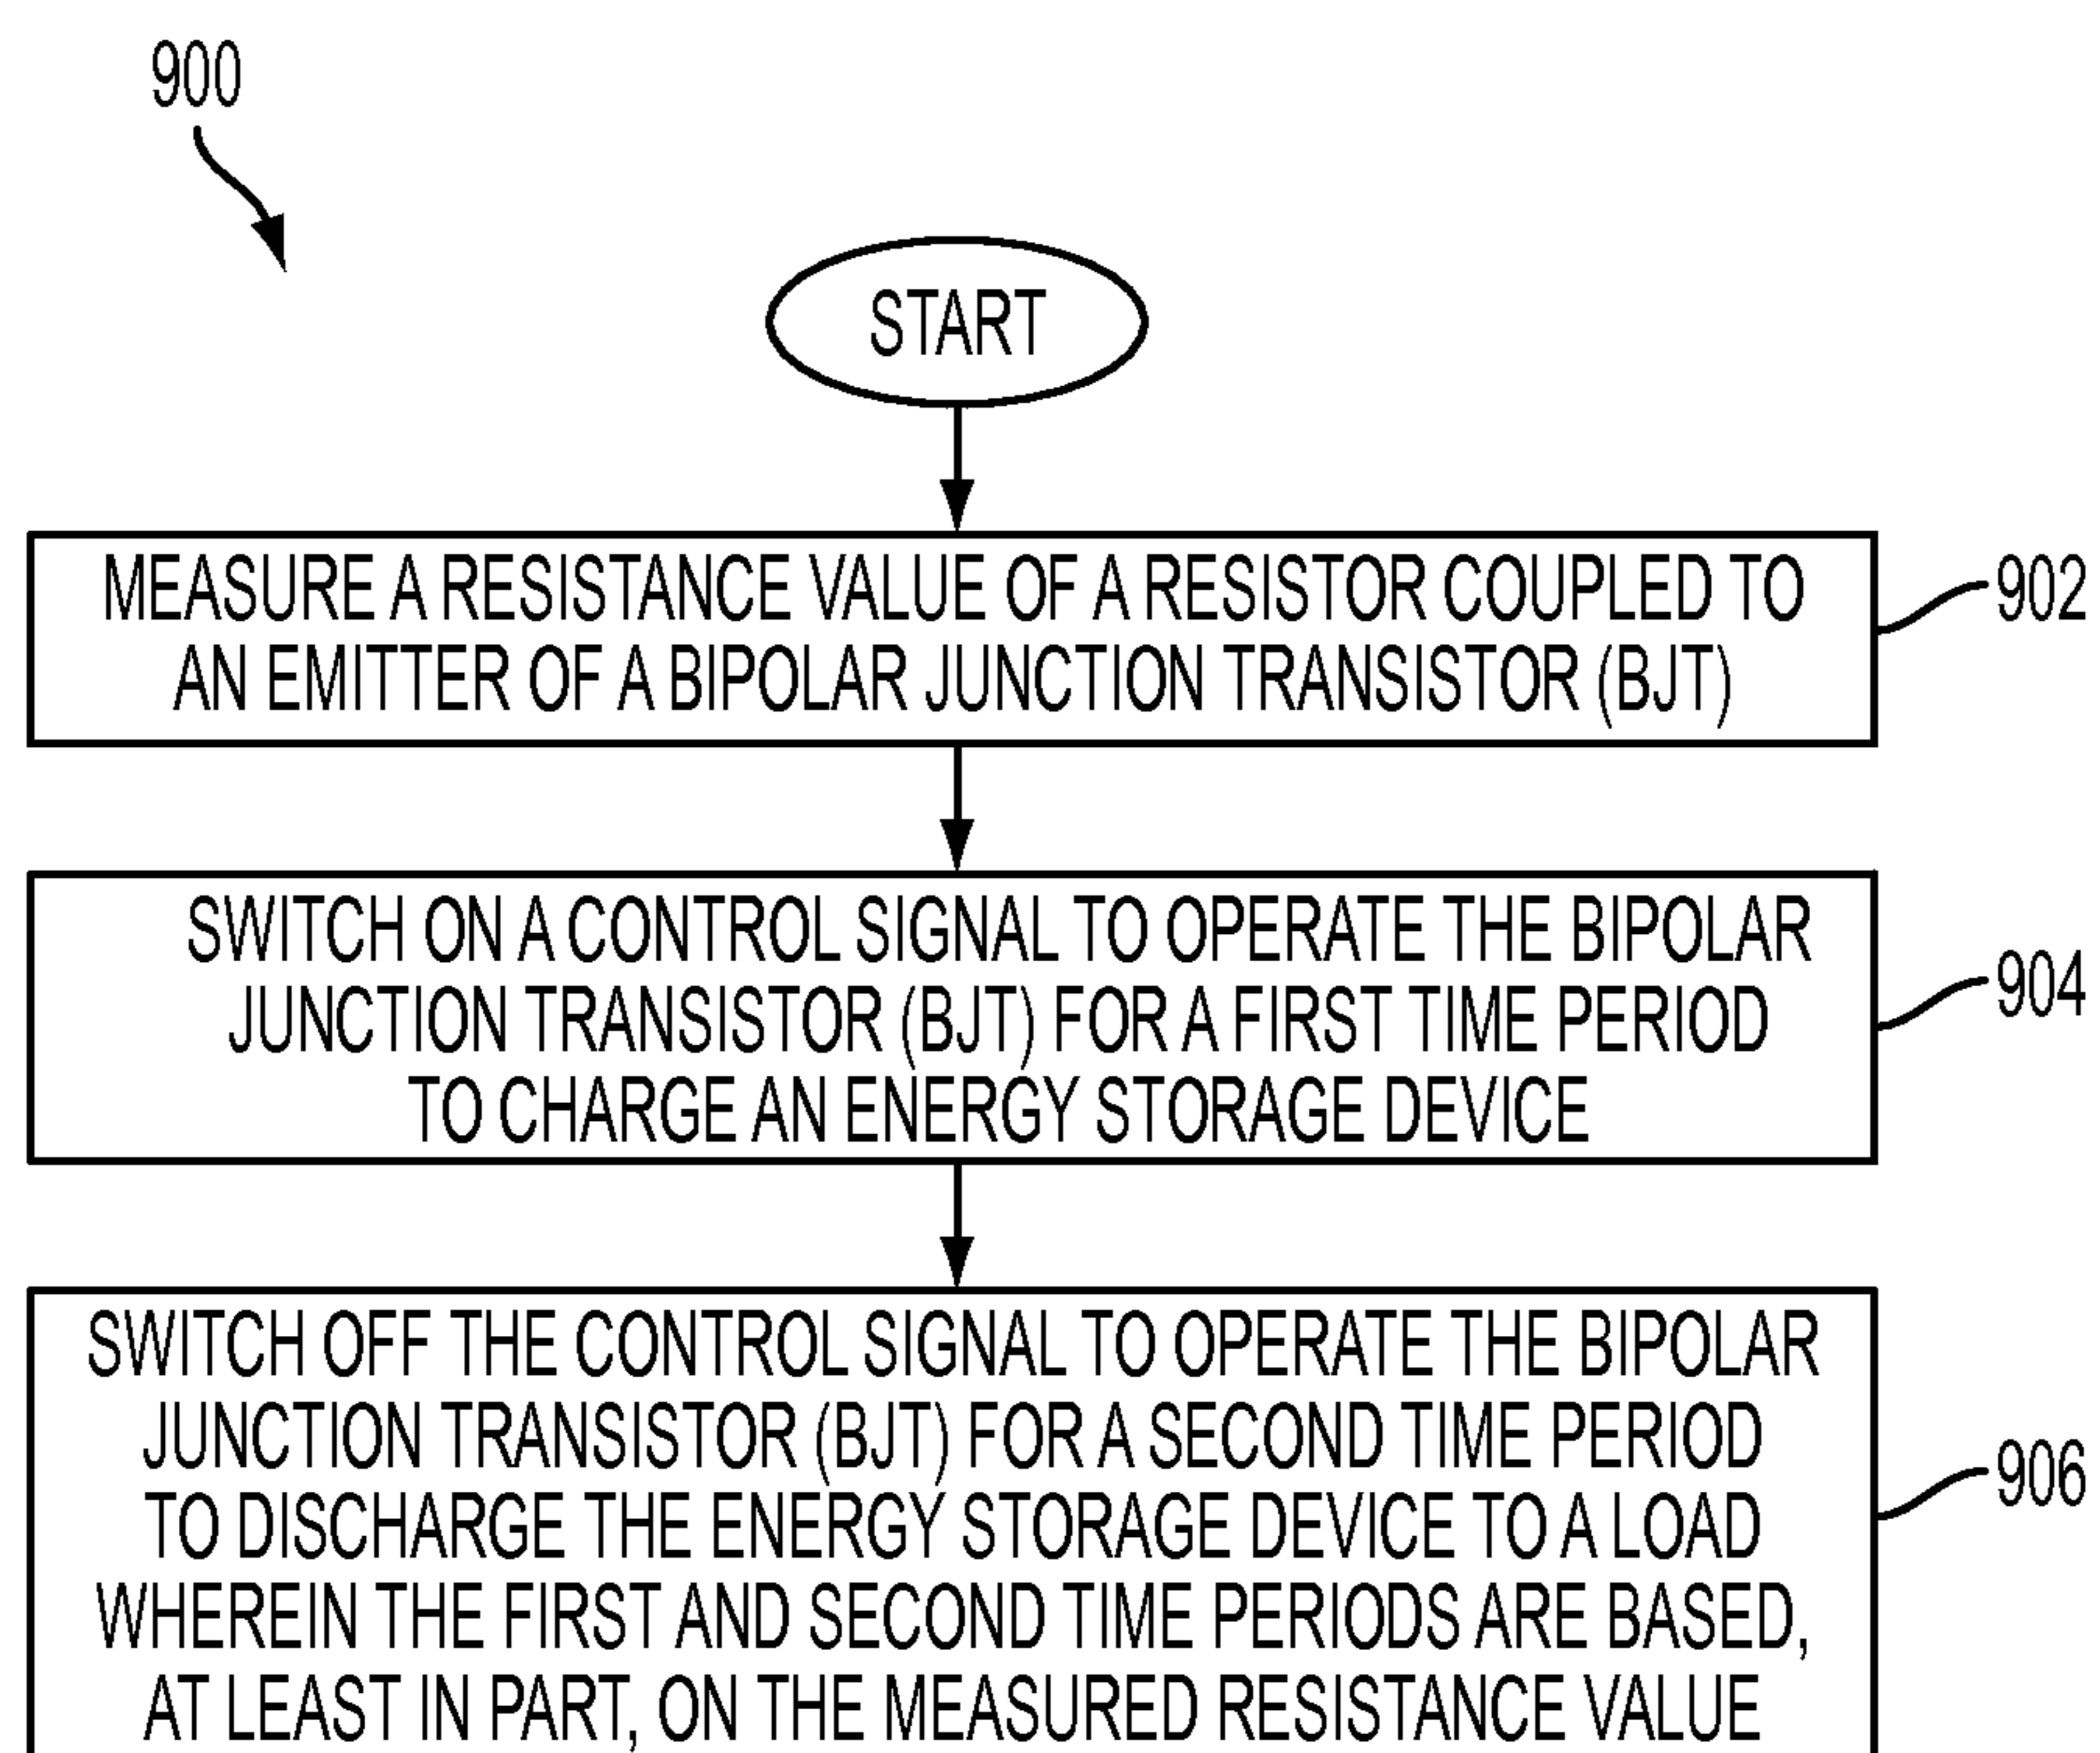 900
START
MEASURE A RESISTANCE VALUE OF A RESISTOR COUPLED TO
AN EMITTER OF A BIPOLAR JUNCTION TRANSISTOR (BJT)
902
SWITCH ON A CONTROL SIGNAL TO OPERATE THE BIPOLAR
JUNCTION TRANSISTOR (BJT) FOR A FIRST TIME PERIOD
TO CHARGE AN ENERGY STORAGE DEVICE
904
SWITCH OFF THE CONTROL SIGNAL TO OPERATE THE BIPOLAR
JUNCTION TRANSISTOR (BJT) FOR A SECOND TIME PERIOD
TO DISCHARGE THE ENERGY STORAGE DEVICE TO A LOAD
WHEREIN THE FIRST AND SECOND TIME PERIODS ARE BASED,
AT LEAST IN PART, ON THE MEASURED RESISTANCE VALUE
906